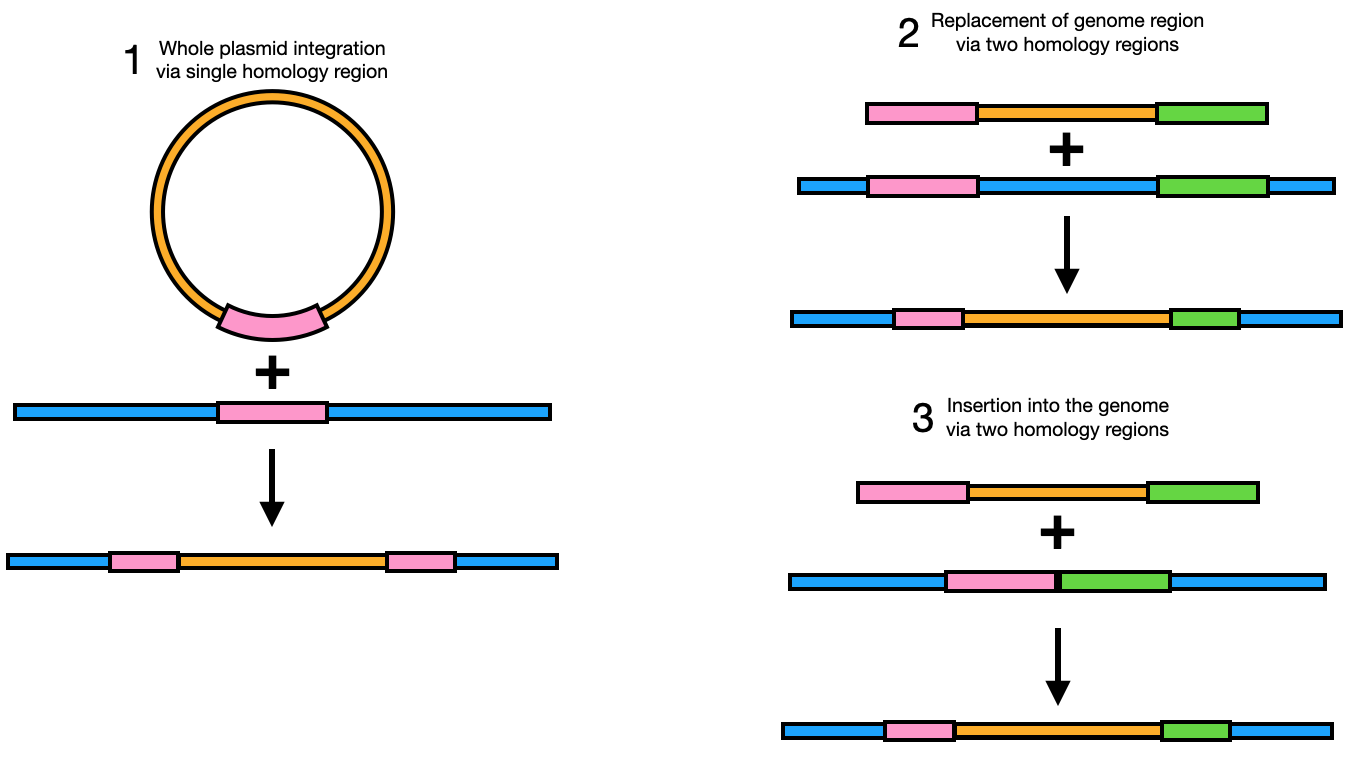 1
Whole plasmid integration
via single homology region
2
Replacement of genome region
via two homology regions
3
Insertion into the genome
via two homology regions